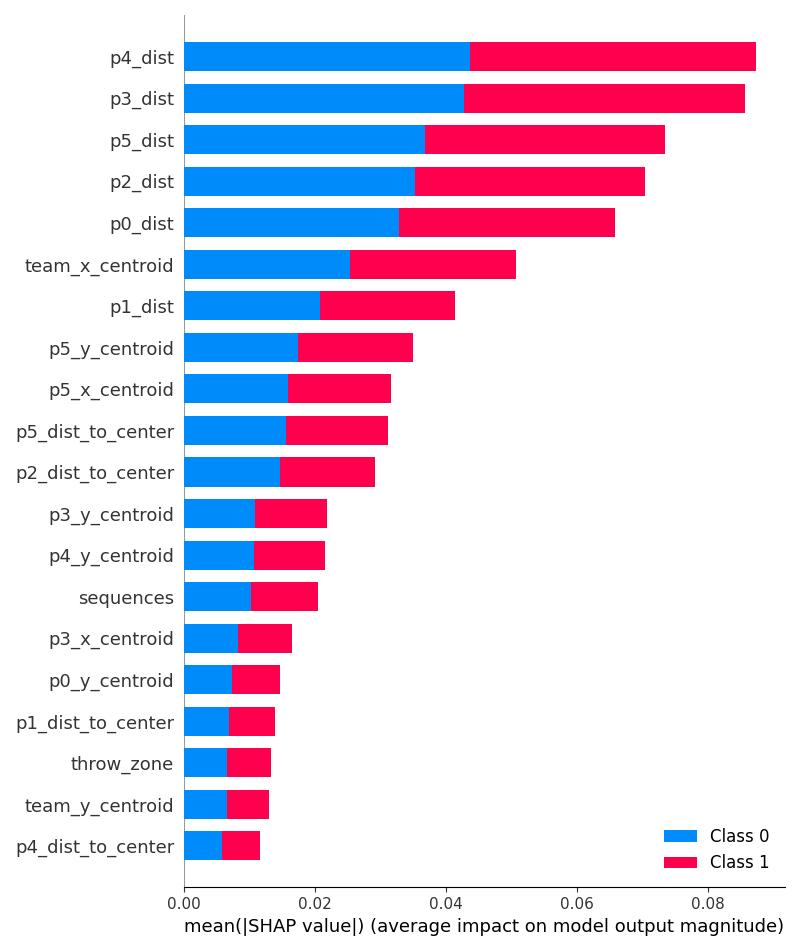 p4_dist
p3_dist
p5_dist
p2_dist
p0_dist
team_x_centroid
p1_dist
p5_y_centroid
p5_x_centroid
p5_dist_to_center
p2_dist_to_center
p3_y_centroid
p4_y_centroid
sequences
p3_x_centroid
p0_y_centroid
p1_dist_to_center
throw_zone
team_y_centroid
p4_dist_to_center
Class 0
Class 1
0.00 0.02 0.04 0.06 0.08
mean(|SHAP value|) (average impact on model output magnitude)